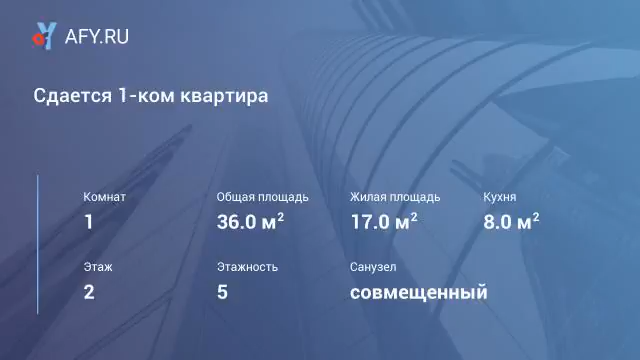 AFY.RU
Сдается 1-ком квартира
Комнат Общая площадь Жилая площадь Кухня
1 36.0 м² 17.0 м² 8.0 м²
Этаж Этажность Санузел
2 5 совмещенный